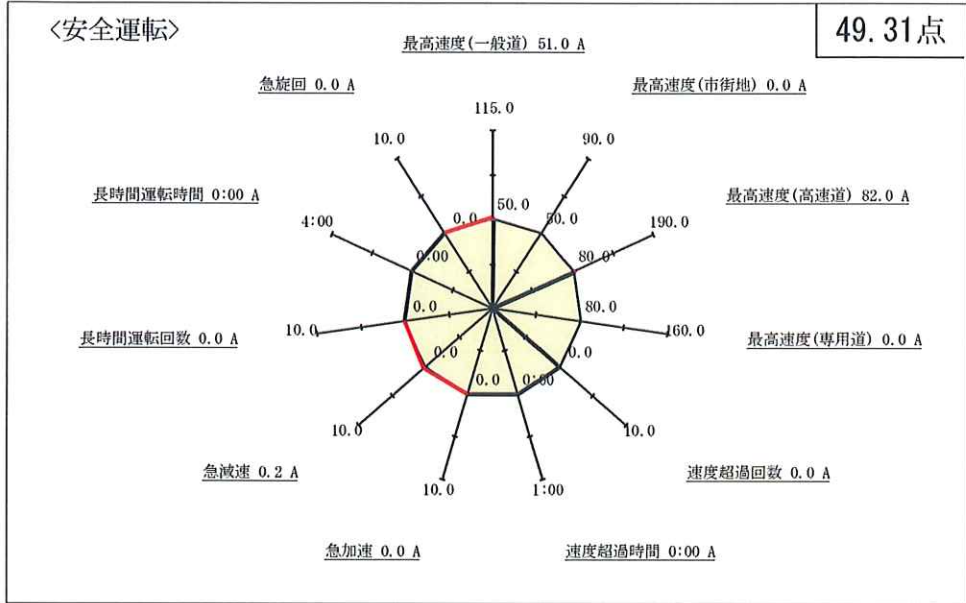 <安全運転>
49.31点
最高速度(一般道) 51.0 A
急旋回 0.0 A
最高速度(市街地) 0.0 A
115.0
10.0
90.0
長時間運転時間 0:00 A
最高速度(高速道) 82.0 A
4:00
190.0
0.0
50.0
50.0
0:00
80.0
長時間運転回数 0.0 A
10.0
0.0
80.0
160.0
最高速度(専用道) 0.0 A
0.0
0.0
0.0
0:00
10.0
10.0
急減速 0.2 A
速度超過回数 0.0 A
10.0
1:00
急加速 0.0 A
速度超過時間 0:00 A